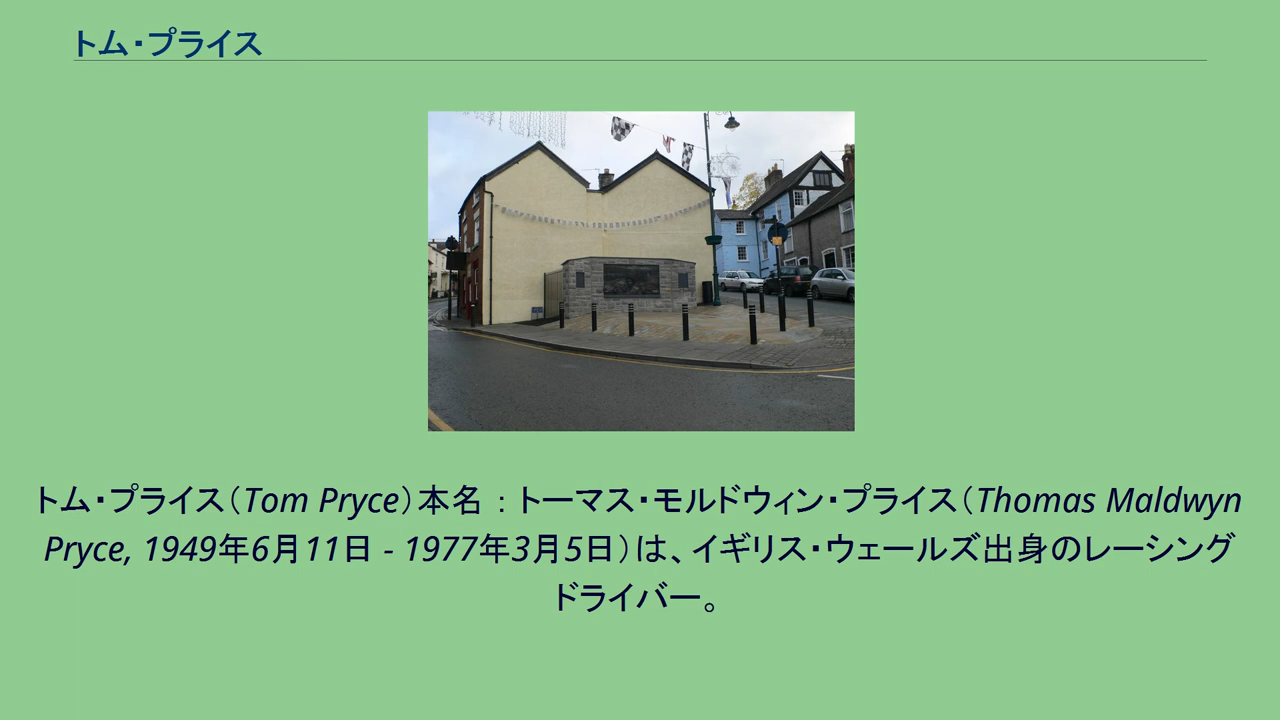 トム・プライス
トム・プライス（Tom Pryce）本名 : トーマス・モルドウィン・プライス（Thomas Maldwyn
Pryce, 1949年6月11日 - 1977年3月5日）は、イギリス・ウェールズ出身のレーシング
ドライバー。